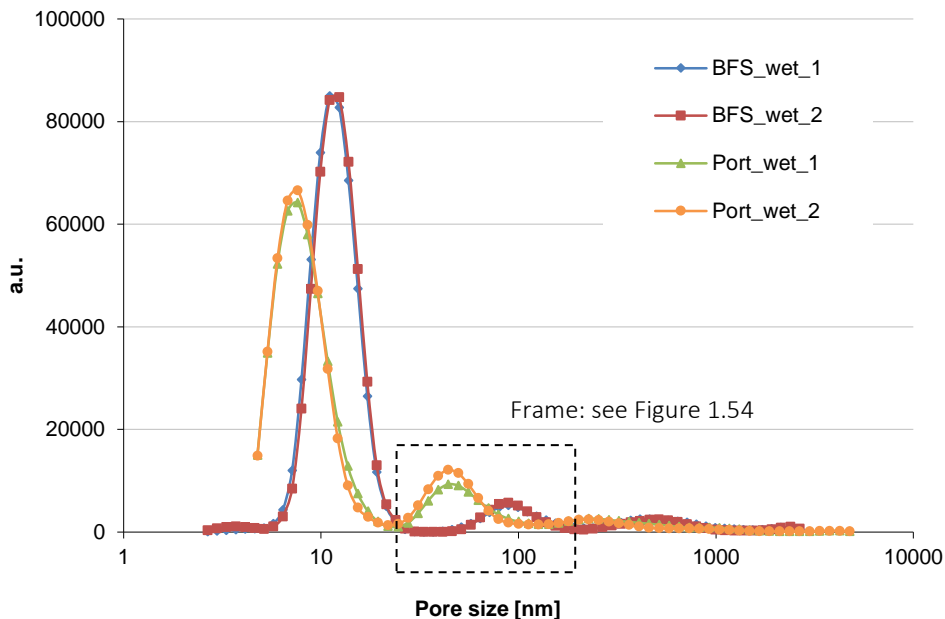 100000
80000
60000
40000
20000
0
a.u.
BFS_wet_1
BFS_wet_2
Port_wet_1
Port_wet_2
Frame: see Figure 1.54
1 10 100 1000 10000
Pore size [nm]